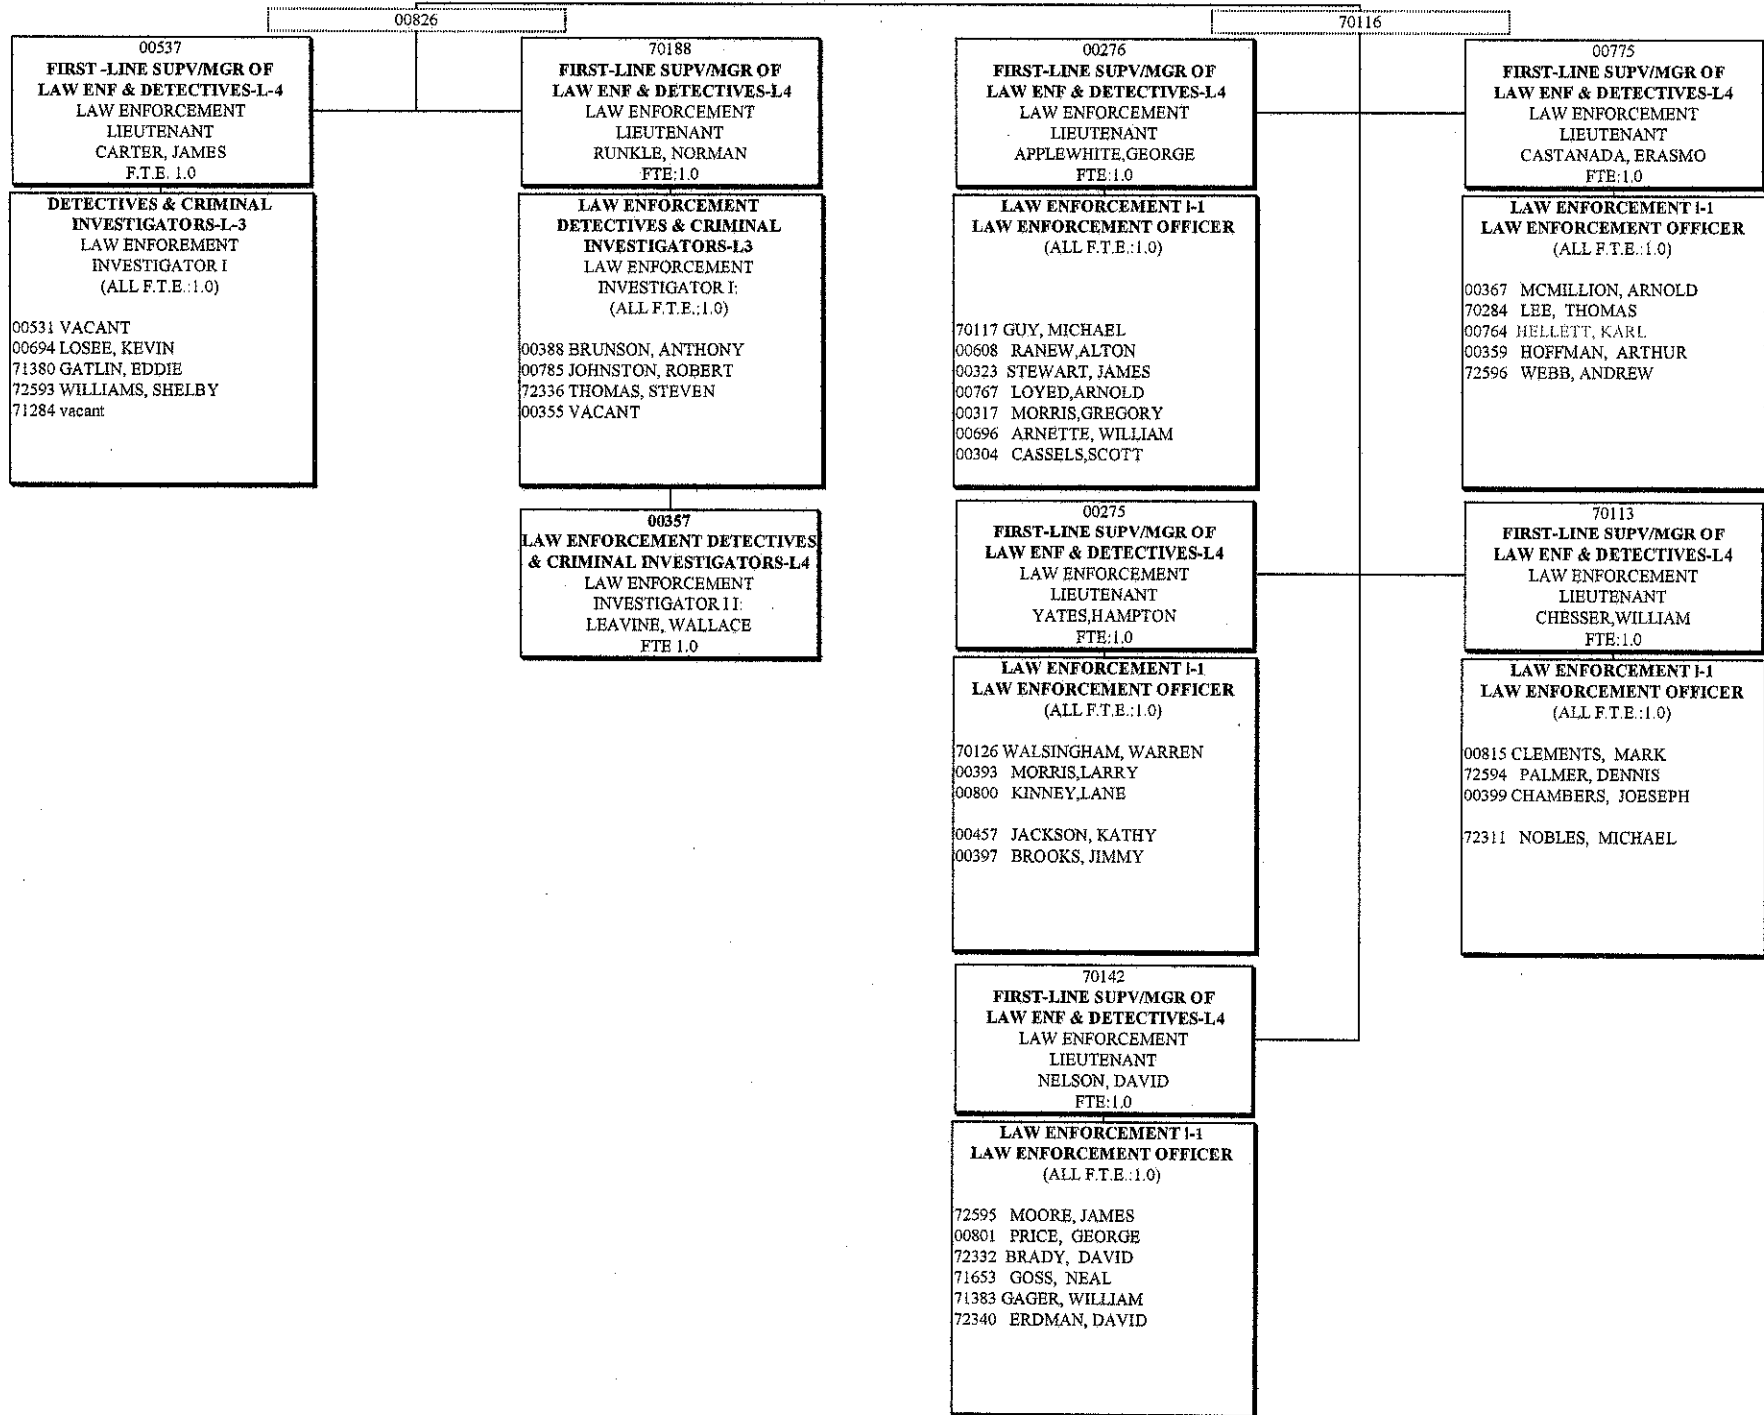 00826
70116
00537
FIRST -LINE SUPV/MGR OF
LAW ENF & DETECTIVES-L-4
LAW ENFORCEMENT
LIEUTENANT
CARTER, JAMES
F.T.E. 1.0
DETECTIVES & CRIMINAL
INVESTIGATORS-L-3
LAW ENFOREMENT
INVESTIGATOR I
(ALL F.T.E.:1.0)
00531 VACANT
00694 LOSEE, KEVIN
71380 GATLIN, EDDIE
72593 WILLIAMS, SHELBY
71284 vacant
70188
FIRST-LINE SUPV/MGR OF
LAW ENF & DETECTIVES-L4
LAW ENFORCEMENT
LIEUTENANT
RUNKLE, NORMAN
FTE:1.0
LAW ENFORCEMENT
DETECTIVES & CRIMINAL
INVESTIGATORS-L3
LAW ENFORCEMENT
INVESTIGATOR I:
(ALL F.T.E.:1.0)
00388 BRUNSON, ANTHONY
00785 JOHNSTON, ROBERT
72336 THOMAS, STEVEN
00355 VACANT
00357
LAW ENFORCEMENT DETECTIVES
& CRIMINAL INVESTIGATORS-L4
LAW ENFORCEMENT
INVESTIGATOR II:
LEAVINE, WALLACE
FTE 1.0
00276
FIRST-LINE SUPV/MGR OF
LAW ENF & DETECTIVES-L4
LAW ENFORCEMENT
LIEUTENANT
APPLEWHITE,GEORGE
FTE:1.0
LAW ENFORCEMENT I-1
LAW ENFORCEMENT OFFICER
(ALL F.T.E.:1.0)
70117 GUY, MICHAEL
00608 RANEW,ALTON
00323 STEWART, JAMES
00767 LOYED,ARNOLD
00317 MORRIS,GREGORY
00696 ARNETTE, WILLIAM
00304 CASSELS,SCOTT
00775
FIRST-LINE SUPV/MGR OF
LAW ENF & DETECTIVES-L4
LAW ENFORCEMENT
LIEUTENANT
CASTANADA, ERASMO
FTE:1.0
LAW ENFORCEMENT I-1
LAW ENFORCEMENT OFFICER
(ALL F.T.E.:1.0)
00367 MCMILLION, ARNOLD
70284 LEE, THOMAS
00764 HELLETT, KARL
00359 HOFFMAN, ARTHUR
72596 WEBB, ANDREW
00275
FIRST-LINE SUPV/MGR OF
LAW ENF & DETECTIVES-L4
LAW ENFORCEMENT
LIEUTENANT
YATES,HAMPTON
FTE:1.0
LAW ENFORCEMENT I-1
LAW ENFORCEMENT OFFICER
(ALL F.T.E.:1.0)
70126 WALSINGHAM, WARREN
00393 MORRIS,LARRY
00800 KINNEY,LANE
00457 JACKSON, KATHY
00397 BROOKS, JIMMY
70113
FIRST-LINE SUPV/MGR OF
LAW ENF & DETECTIVES-L4
LAW ENFORCEMENT
LIEUTENANT
CHESSER,WILLIAM
FTE:1.0
LAW ENFORCEMENT I-1
LAW ENFORCEMENT OFFICER
(ALL F.T.E.:1.0)
00815 CLEMENTS, MARK
72594 PALMER, DENNIS
00399 CHAMBERS, JOESEPH
72311 NOBLES, MICHAEL
70142
FIRST-LINE SUPV/MGR OF
LAW ENF & DETECTIVES-L4
LAW ENFORCEMENT
LIEUTENANT
NELSON, DAVID
FTE:1.0
LAW ENFORCEMENT I-1
LAW ENFORCEMENT OFFICER
(ALL F.T.E.:1.0)
72595 MOORE, JAMES
00801 PRICE, GEORGE
72332 BRADY, DAVID
71653 GOSS, NEAL
71383 GAGER, WILLIAM
72340 ERDMAN, DAVID